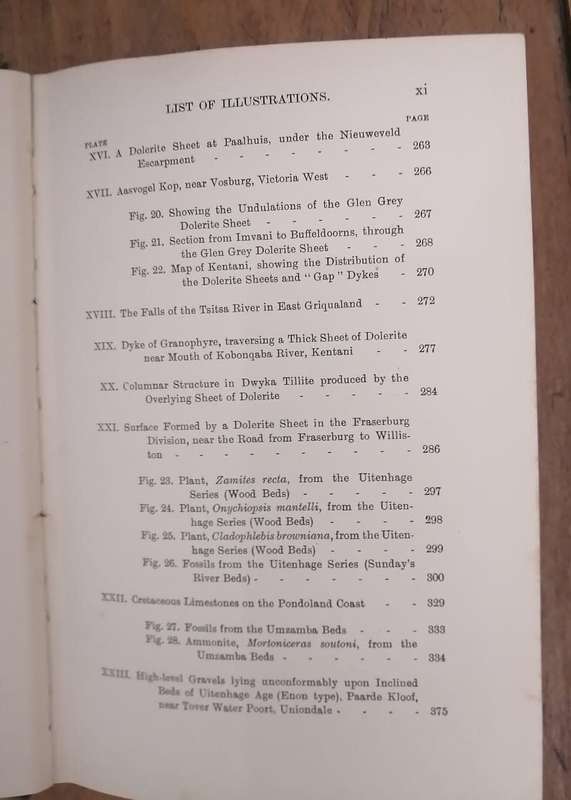 LIST OF ILLUSTRATIONS. xi
PLATE PAGE
XVI. A Dolerite Sheet at Paalhuis, under the Nieuweveld
Escarpment - - - - - - - 263
XVII. Aasvogel Kop, near Vosburg, Victoria West - - - 266
Fig. 20. Showing the Undulations of the Glen Grey
Dolerite Sheet - - - - - - 267
Fig. 21. Section from Imvani to Buffeldoorns, through
the Glen Grey Dolerite Sheet - - - 268
Fig. 22. Map of Kentani, showing the Distribution of
the Dolerite Sheets and "Gap" Dykes - 270
XVIII. The Falls of the Tsitsa River in East Griqualand - - 272
XIX. Dyke of Granophyre, traversing a Thick Sheet of Dolerite
near Mouth of Kobonqaba River, Kentani - - 277
XX. Columnar Structure in Dwyka Tillite produced by the
Overlying Sheet of Dolerite - - - - - 284
XXI. Surface Formed by a Dolerite Sheet in the Fraserburg
Division, near the Road from Fraserburg to Willis-
ton - - - - - - - - - - 286
Fig. 23. Plant, Zamites recta, from the Uitenhage
Series (Wood Beds) - - - - - 297
Fig. 24. Plant, Onychiopsis mantelli, from the Uiten-
hage Series (Wood Beds) - - - - 298
Fig. 25. Plant, Cladophlebis browniana, from the Uiten-
hage Series (Wood Beds) - - - - 299
Fig. 26. Fossils from the Uitenhage Series (Sunday's
River Beds) - - - - - - - 300
XXII. Cretaceous Limestones on the Pondoland Coast - - 329
Fig. 27. Fossils from the Umzamba Beds - - - 333
Fig. 28. Ammonite, Mortoniceras soutoni, from the
Umzamba Beds - - - - - - 334
XXIII. High-level Gravels lying unconformably upon Inclined
Beds of Uitenhage Age (Enon type), Paarde Kloof,
near Tover Water Poort, Uniondale - - - - 375